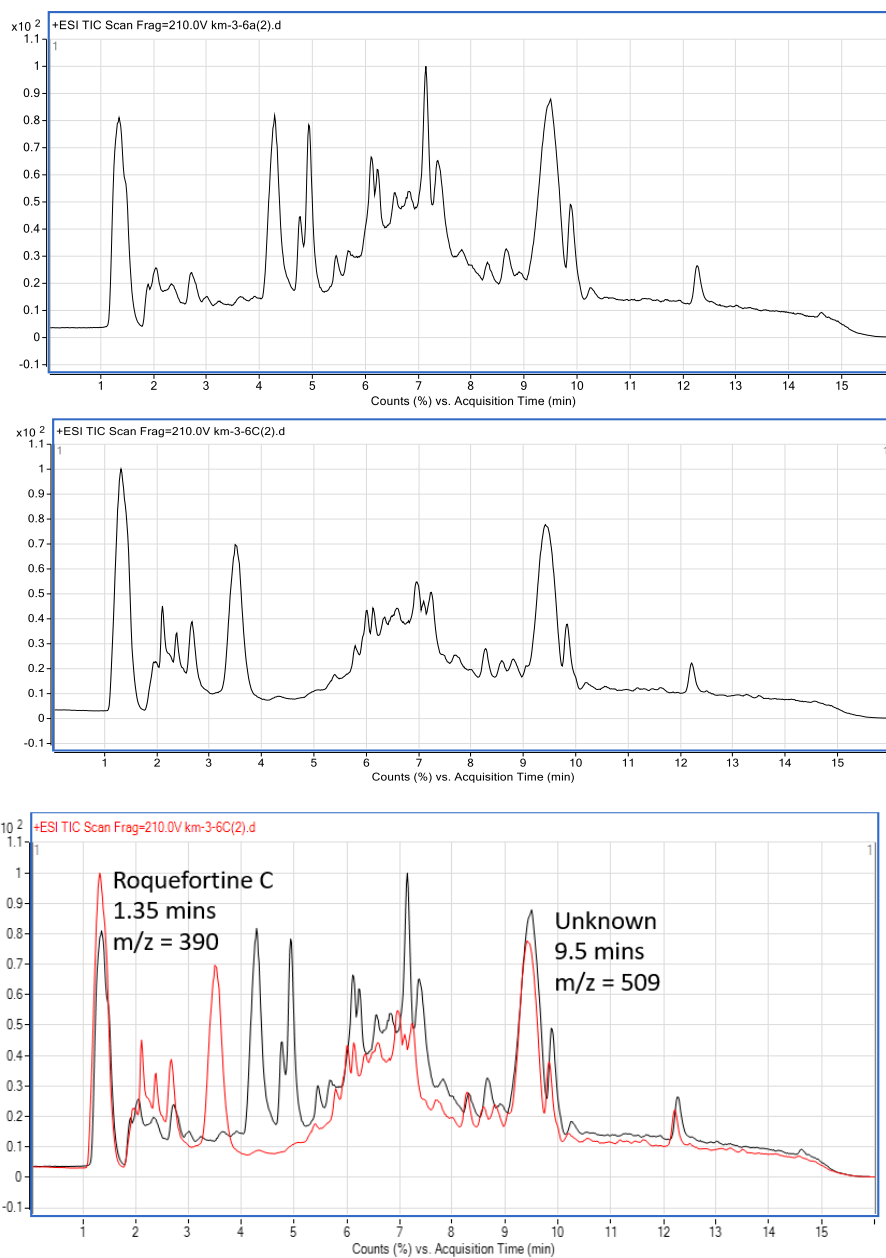 +ESI TIC Scan Frag=210.0V km-3-6a(2).d
x10 2
1.1
1
1
0.9
0.8
0.7
0.6
0.5
0.4
0.3
0.2
0.1
0
-0.1
1 2 3 4 5 6 7 8 9 10 11 12 13 14 15
Counts (%) vs. Acquisition Time (min)
+ESI TIC Scan Frag=210.0V km-3-6C(2).d
x10 2
1.1
1 1
1
0.9
0.8
0.7
0.6
0.5
0.4
0.3
0.2
0.1
0
-0.1
1 2 3 4 5 6 7 8 9 10 11 12 13 14 15
Counts (%) vs. Acquisition Time (min)
10 2
+ESI TIC Scan Frag=210.0V km-3-6C(2).d
1.1
1 1
1
0.9
0.8
0.7
0.6
0.5
0.4
0.3
0.2
0.1
0
-0.1
Roquefortine C
1.35 mins
m/z = 390
Unknown
9.5 mins
m/z = 509
1 2 3 4 5 6 7 8 9 10 11 12 13 14 15
Counts (%) vs. Acquisition Time (min)